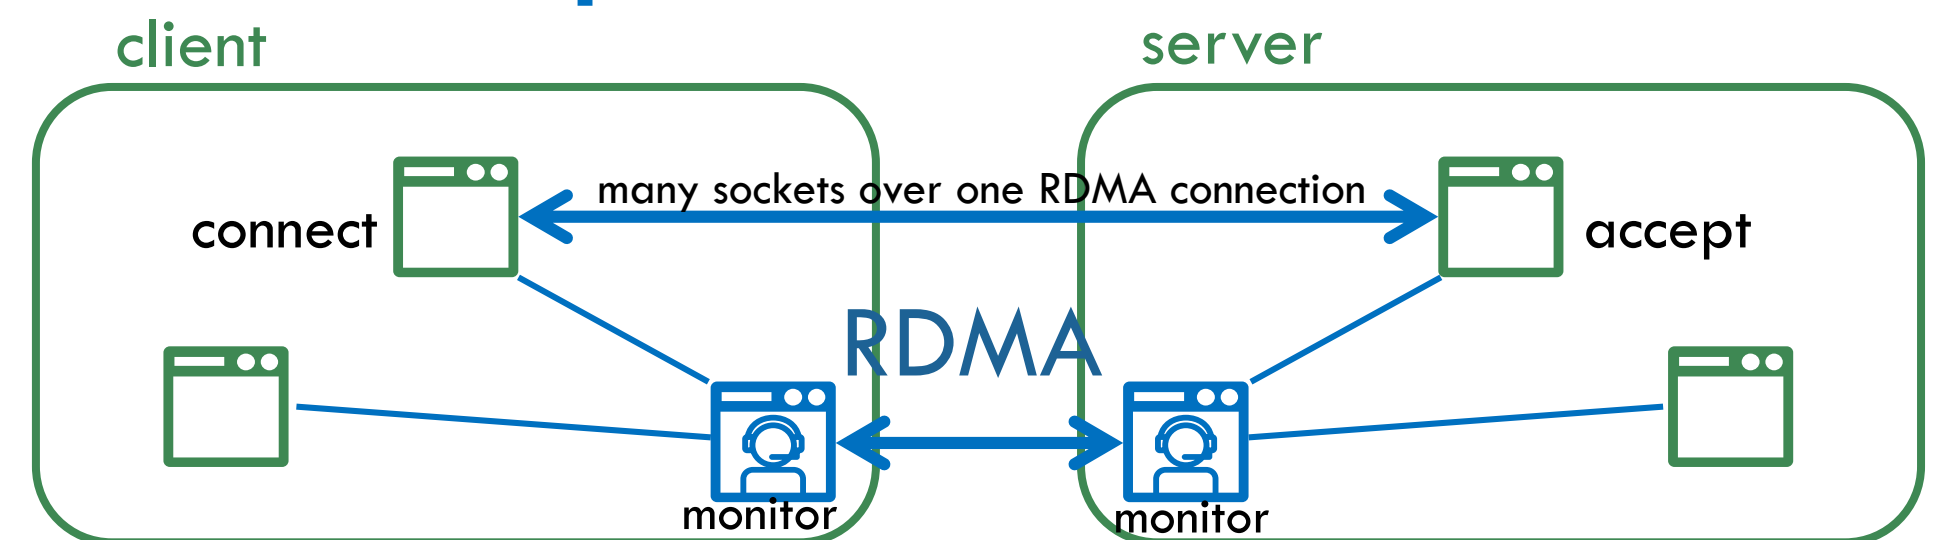 client
server
many sockets over one RDMA connection
connect
accept
RDMA
monitor
monitor